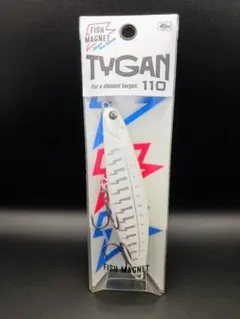 FISH
MAGNET
TYGAN
For a distant target. 110
FISH MAGNET